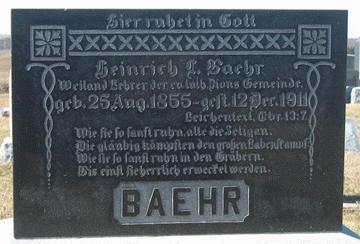 Hier ruhet in Gott
Heinrich L. Baehr
Weiland Lehrer der ev. luth. Zions Gemeinde.
geb. 25 Aug. 1855 - gest. 12 Dec. 1911
Leichentext, Ebr. 13:7.
Wie sie so sanft ruhn, alle die Seligen.
Die gläubig kämpften den großen Lebenskampf
Wie sie so sanft ruhn in den Gräbern.
Bis einst sie herrlich erwecket werden.
BAEHR